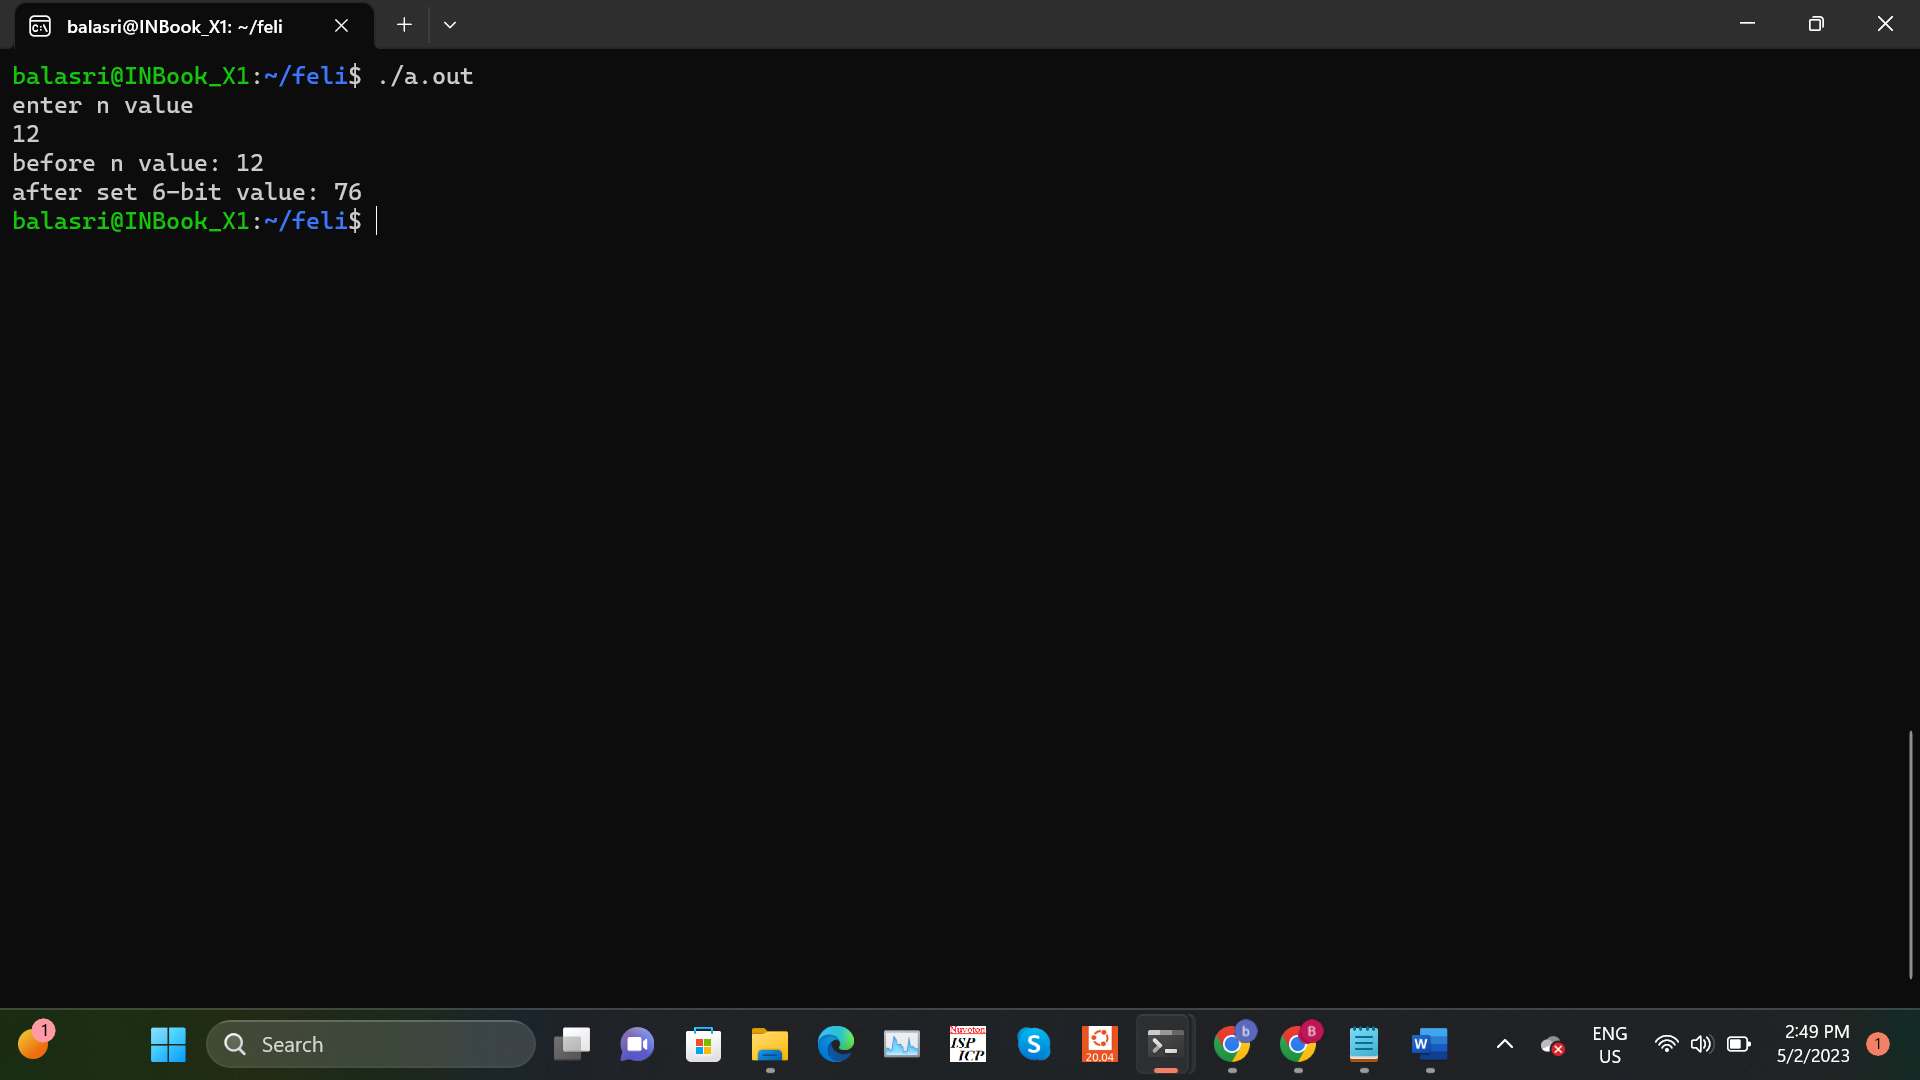 balasri@INBook_X1: ~/feli
balasri@INBook_X1:~/feli$ ./a.out
enter n value
12
before n value: 12
after set 6-bit value: 76
balasri@INBook_X1:~/feli$
1
Search
Nuvoton
ISP
ICP
S
20.04
b
B
W
ENG
US
2:49 PM
5/2/2023
1